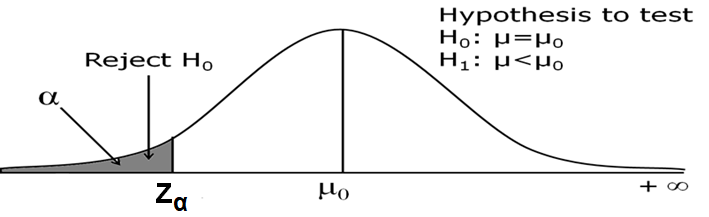 Hypothesis to test
H₀: μ=μ₀
H₁: μ<μ₀
Reject H₀
α
Zα
μ₀
+ ∞